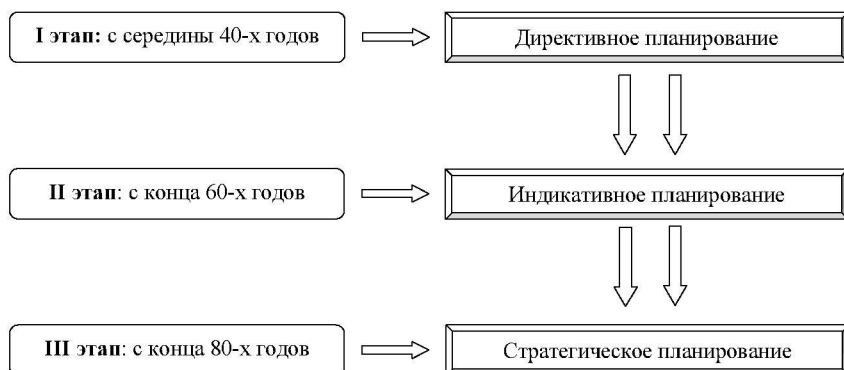 I этап: с середины 40-х годов
Директивное планирование
II этап: с конца 60-х годов
Индикативное планирование
III этап: с конца 80-х годов
Стратегическое планирование